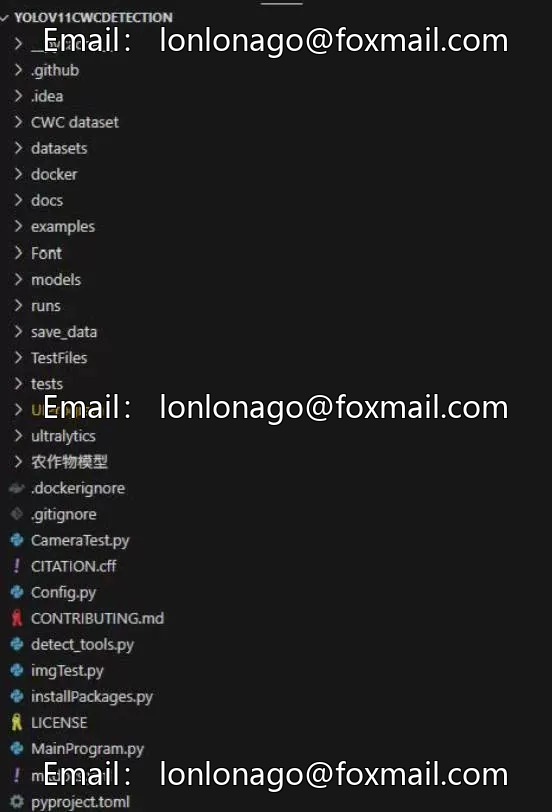 YOLOV11CWCDETECTION
Email： lonlonago@foxmail.com
.github
.idea
CWC dataset
datasets
docker
docs
examples
Font
models
runs
save_data
TestFiles
tests
Email： lonlonago@foxmail.com
ultralytics
农作物模型
.dockerignore
.gitignore
CameraTest.py
CITATION.cff
Config.py
CONTRIBUTING.md
detect_tools.py
imgTest.py
installPackages.py
LICENSE
MainProgram.py
Email： lonlonago@foxmail.com
pyproject.toml